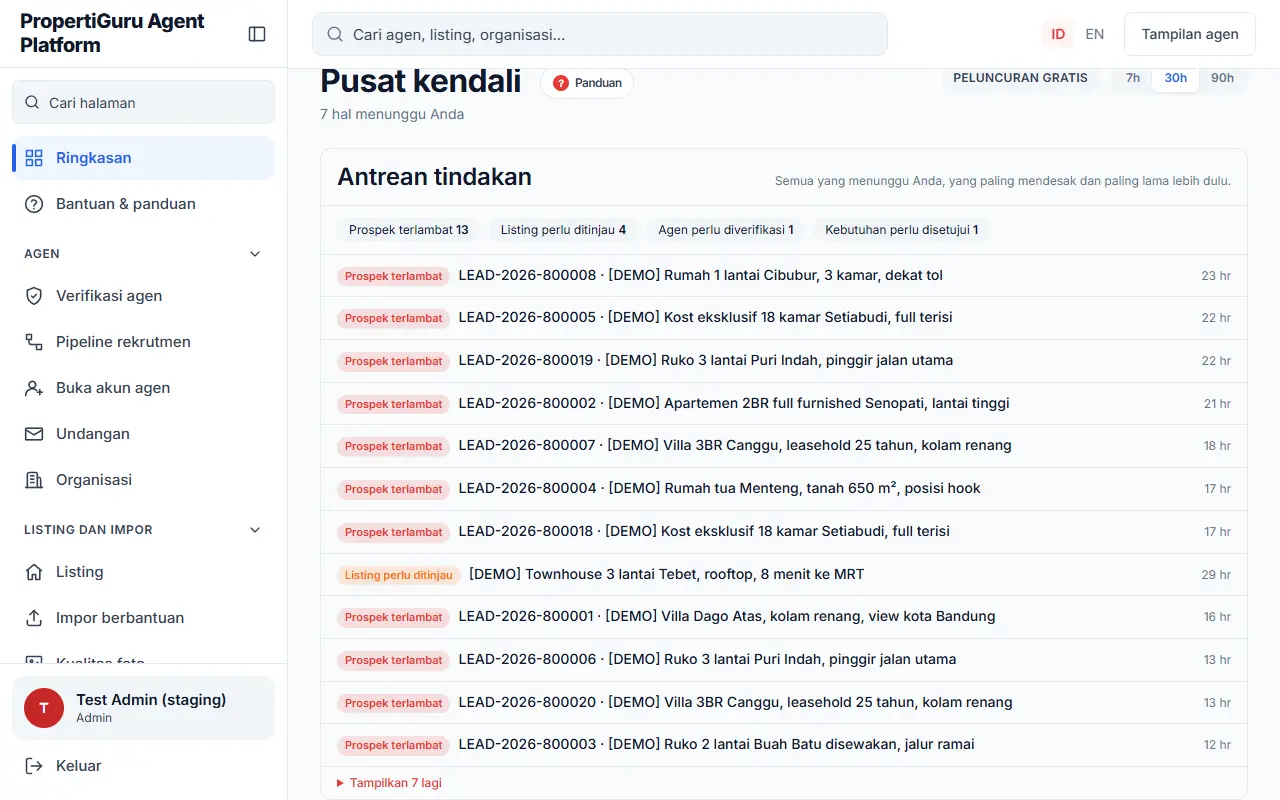 PropertiGuru Agent
Platform
Cari agen, listing, organisasi...
ID
EN
Tampilan agen
Cari halaman
Ringkasan
Bantuan & panduan
AGEN
Verifikasi agen
Pipeline rekrutmen
Buka akun agen
Undangan
Organisasi
LISTING DAN IMPOR
Listing
Impor berbantuan
Kualitas foto
T
Test Admin (staging)
Admin
Keluar
Pusat kendali
? Panduan
PELUNCURAN GRATIS
7h
30h
90h
7 hal menunggu Anda
Antrean tindakan
Semua yang menunggu Anda, yang paling mendesak dan paling lama lebih dulu.
Prospek terlambat 13
Listing perlu ditinjau 4
Agen perlu diverifikasi 1
Kebutuhan perlu disetujui 1
Prospek terlambat LEAD-2026-800008 · [DEMO] Rumah 1 lantai Cibubur, 3 kamar, dekat tol 23 hr
Prospek terlambat LEAD-2026-800005 · [DEMO] Kost eksklusif 18 kamar Setiabudi, full terisi 22 hr
Prospek terlambat LEAD-2026-800019 · [DEMO] Ruko 3 lantai Puri Indah, pinggir jalan utama 22 hr
Prospek terlambat LEAD-2026-800002 · [DEMO] Apartemen 2BR full furnished Senopati, lantai tinggi 21 hr
Prospek terlambat LEAD-2026-800007 · [DEMO] Villa 3BR Canggu, leasehold 25 tahun, kolam renang 18 hr
Prospek terlambat LEAD-2026-800004 · [DEMO] Rumah tua Menteng, tanah 650 m², posisi hook 17 hr
Prospek terlambat LEAD-2026-800018 · [DEMO] Kost eksklusif 18 kamar Setiabudi, full terisi 17 hr
Listing perlu ditinjau [DEMO] Townhouse 3 lantai Tebet, rooftop, 8 menit ke MRT 29 hr
Prospek terlambat LEAD-2026-800001 · [DEMO] Villa Dago Atas, kolam renang, view kota Bandung 16 hr
Prospek terlambat LEAD-2026-800006 · [DEMO] Ruko 3 lantai Puri Indah, pinggir jalan utama 13 hr
Prospek terlambat LEAD-2026-800020 · [DEMO] Villa 3BR Canggu, leasehold 25 tahun, kolam renang 13 hr
Prospek terlambat LEAD-2026-800003 · [DEMO] Ruko 2 lantai Buah Batu disewakan, jalur ramai 12 hr
Tampilkan 7 lagi